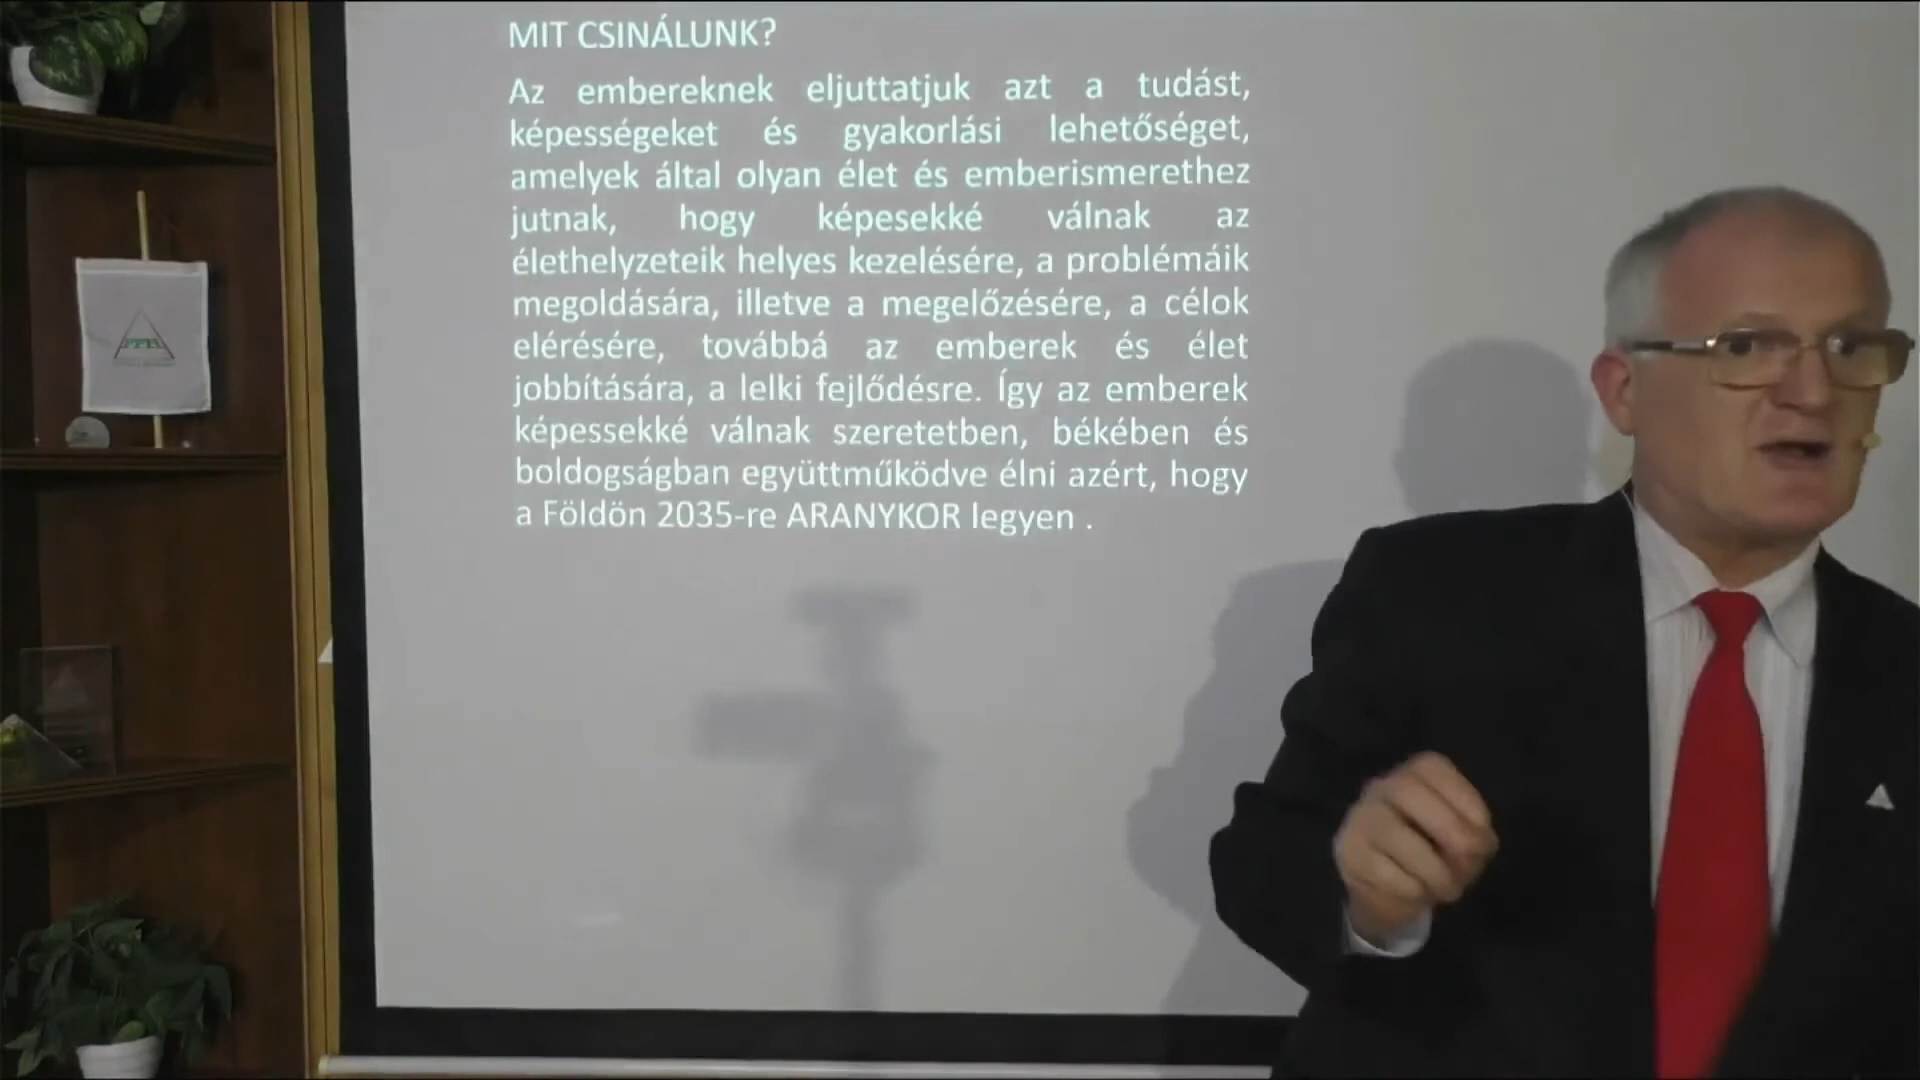 MIT CSINÁLUNK?
Az embereknek eljuttatjuk azt a tudást,
képességeket és gyakorlási lehetőséget,
amelyek által olyan élet és emberismerethez
jutnak, hogy képesekké válnak az
élethelyzeteik helyes kezelésére, a problémáik
megoldására, illetve a megelőzésére, a célok
elérésére, továbbá az emberek és élet
jobbítására, a lelki fejlődésre. Így az emberek
képessekké válnak szeretetben, békében és
boldogságban együttműködve élni azért, hogy
a Földön 2035-re ARANYKOR legyen .